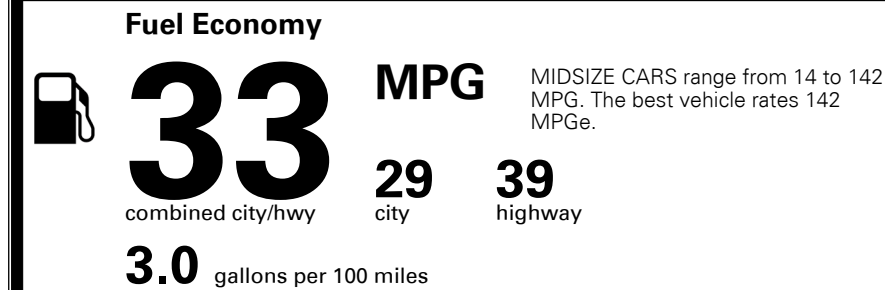 Fuel Economy
33 MPG
MIDSIZE CARS range from 14 to 142
MPG. The best vehicle rates 142
MPGe.
29 39
combined city/hwy city highway
3.0 gallons per 100 miles